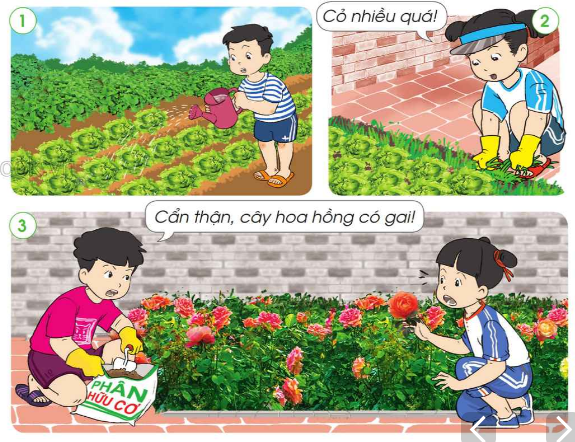 1
Cỏ nhiều quá!
2
3
Cẩn thận, cây hoa hồng có gai!
PHÂN
HỮU CƠ